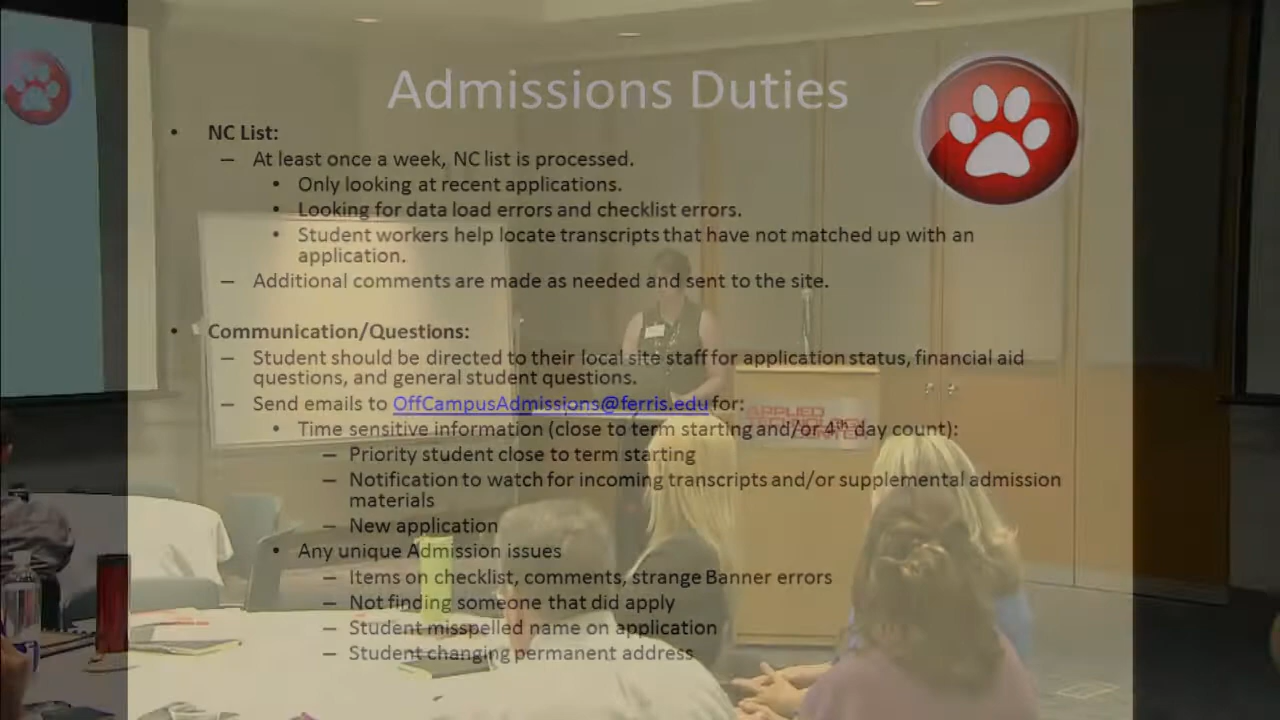 Admissions Duties
• NC List:
– At least once a week, NC list is processed.
• Only looking at recent applications.
• Looking for data load errors and checklist errors.
• Student workers help locate transcripts that have not matched up with an
application.
– Additional comments are made as needed and sent to the site.
• Communication/Questions:
– Student should be directed to their local site staff for application status, financial aid
questions, and general student questions.
– Send emails to OffCampusAdmissions@ferris.edu for:
• Time sensitive information (close to term starting and/or 4th day count):
– Priority student close to term starting
– Notification to watch for incoming transcripts and/or supplemental admission
materials
– New application
• Any unique Admission issues
– Items on checklist, comments, strange Banner errors
– Not finding someone that did apply
– Student misspelled name on application
– Student changing permanent address
APPLIED
TECHNOLOGY
CENTER